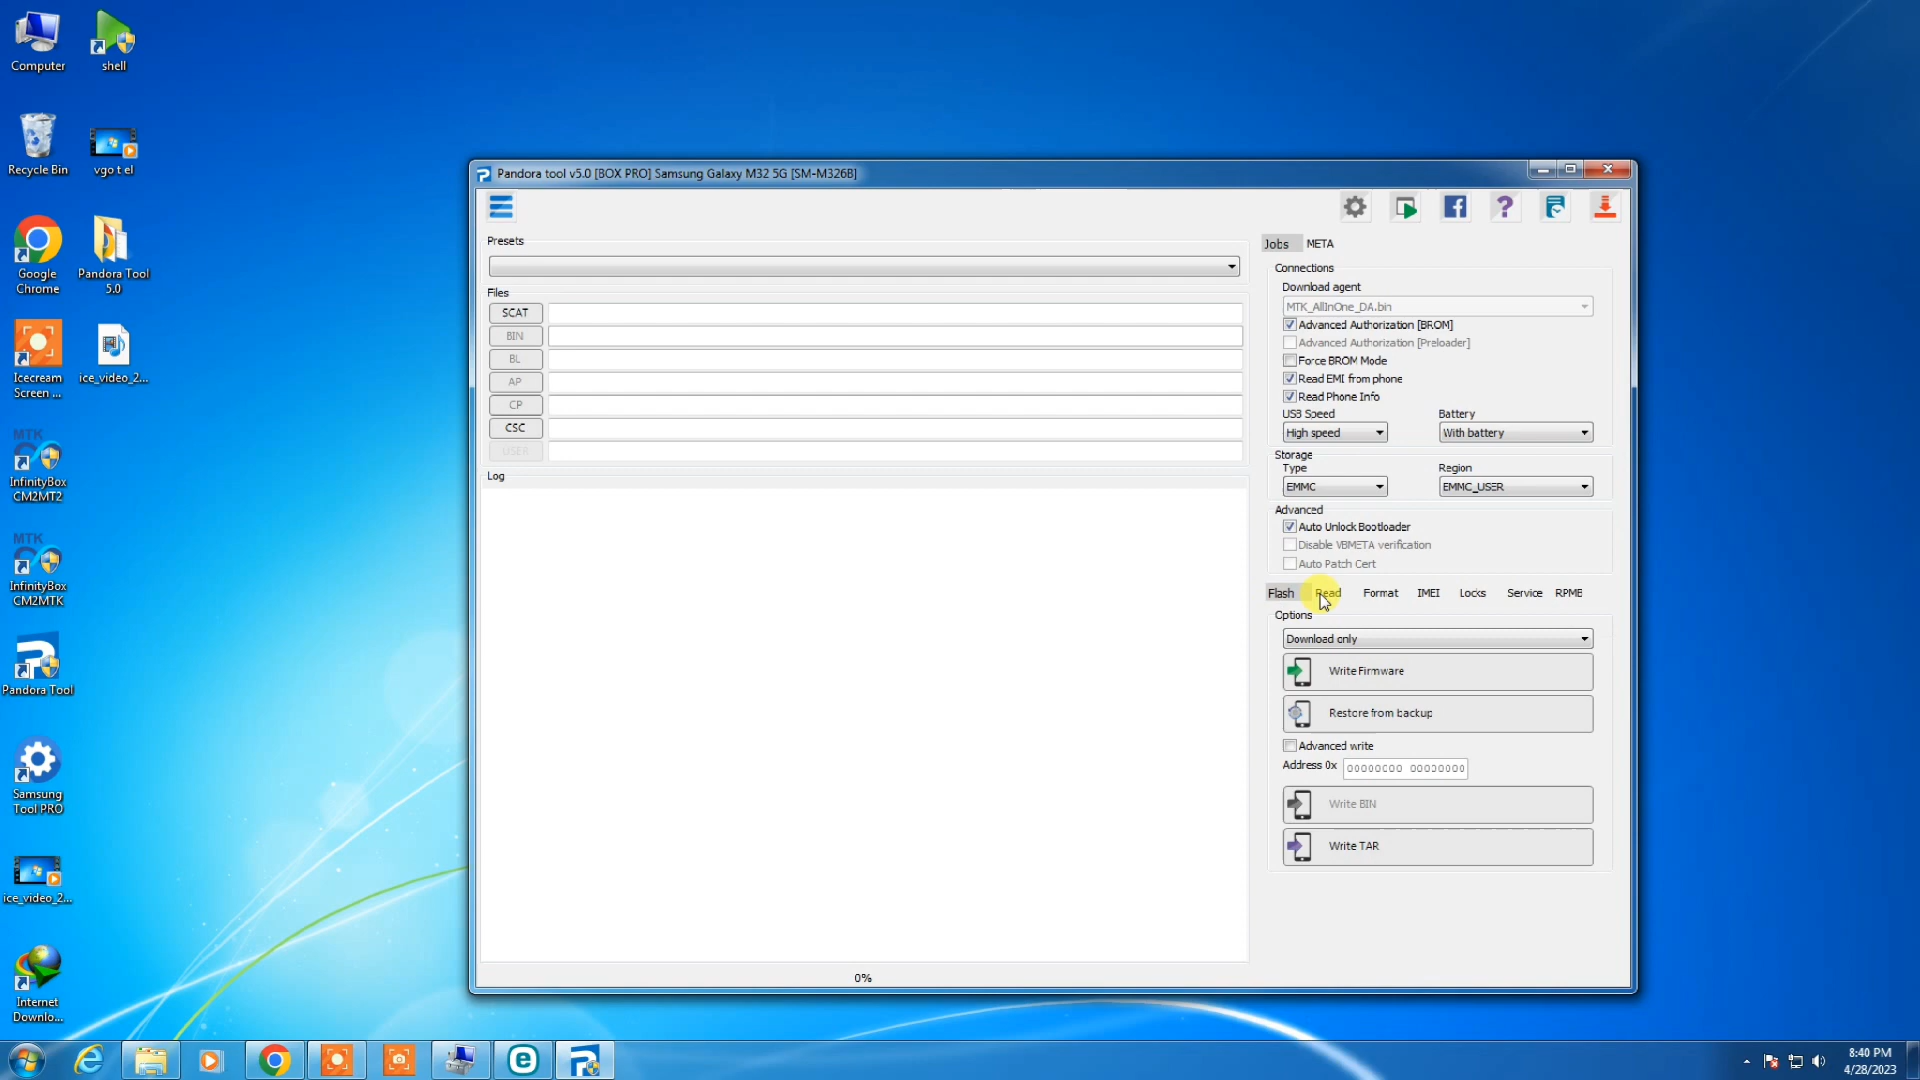 Computer
shell
Recycle Bin
vgo t el
Google
Chrome
Pandora Tool
5.0
Icecream
Screen ...
ice_video_2...
MTK
InfinityBox
CM2MT2
MTK
InfinityBox
CM2MTK
Pandora Tool
Samsung
Tool PRO
ice_video_2...
Internet
Downlo...
Pandora tool v5.0 [BOX PRO] Samsung Galaxy M32 5G [SM-M326B]
Presets
Files
SCAT
BIN
BL
AP
CP
CSC
USER
Log
0%
Jobs META
Connections
Download agent
MTK_AllInOne_DA.bin
Advanced Authorization [BROM]
Advanced Authorization [Preloader]
Force BROM Mode
Read EMI from phone
Read Phone Info
USB Speed Battery
High speed With battery
Storage
Type Region
EMMC EMMC_USER
Advanced
Auto Unlock Bootloader
Disable VBMETA verification
Auto Patch Cert
Flash Read Format IMEI Locks Service RPMB
Options
Download only
Write Firmware
Restore from backup
Advanced write
Address 0x 00000000 00000000
Write BIN
Write TAR
8:40 PM
4/28/2023